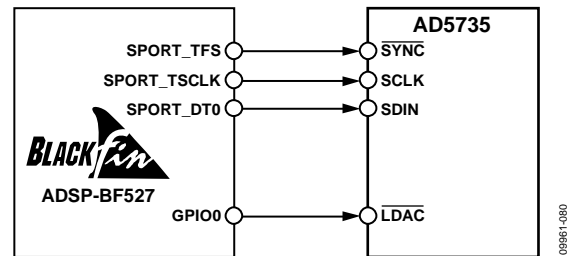 AD5735
SPORT_TFS
SYNC
SPORT_TSCLK
SCLK
SPORT_DT0
SDIN
BLACKfin
ADSP-BF527
GPIO0
LDAC
09961-080